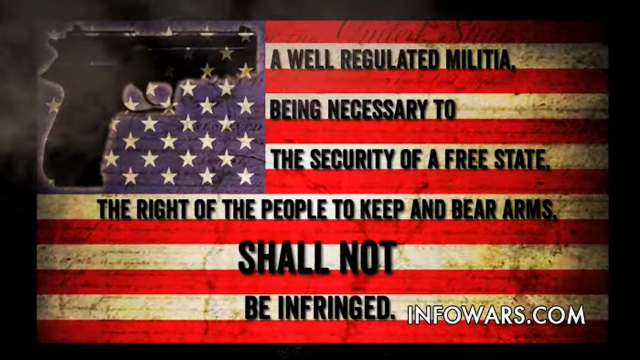 A WELL REGULATED MILITIA,
BEING NECESSARY TO
THE SECURITY OF A FREE STATE,
THE RIGHT OF THE PEOPLE TO KEEP AND BEAR ARMS,
SHALL NOT
BE INFRINGED.
INFOWARS.COM